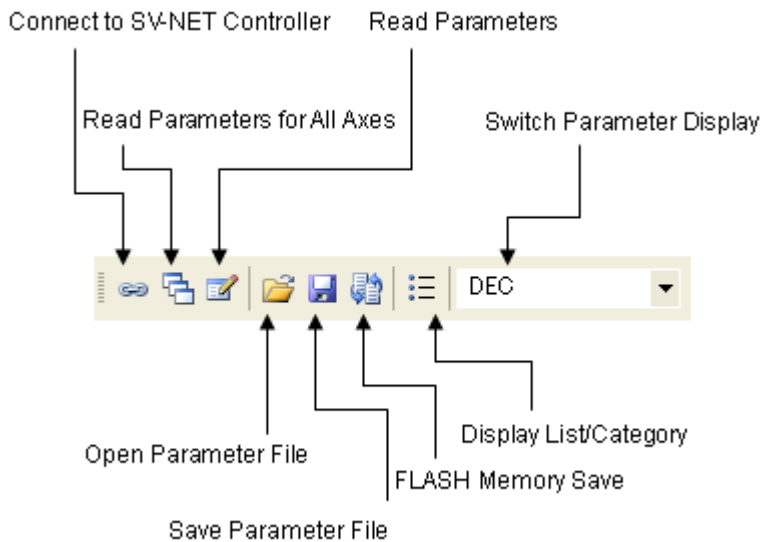 Connect to SV-NET Controller
Read Parameters
Read Parameters for All Axes
Switch Parameter Display
DEC
Display List/Category
Open Parameter File
FLASH Memory Save
Save Parameter File